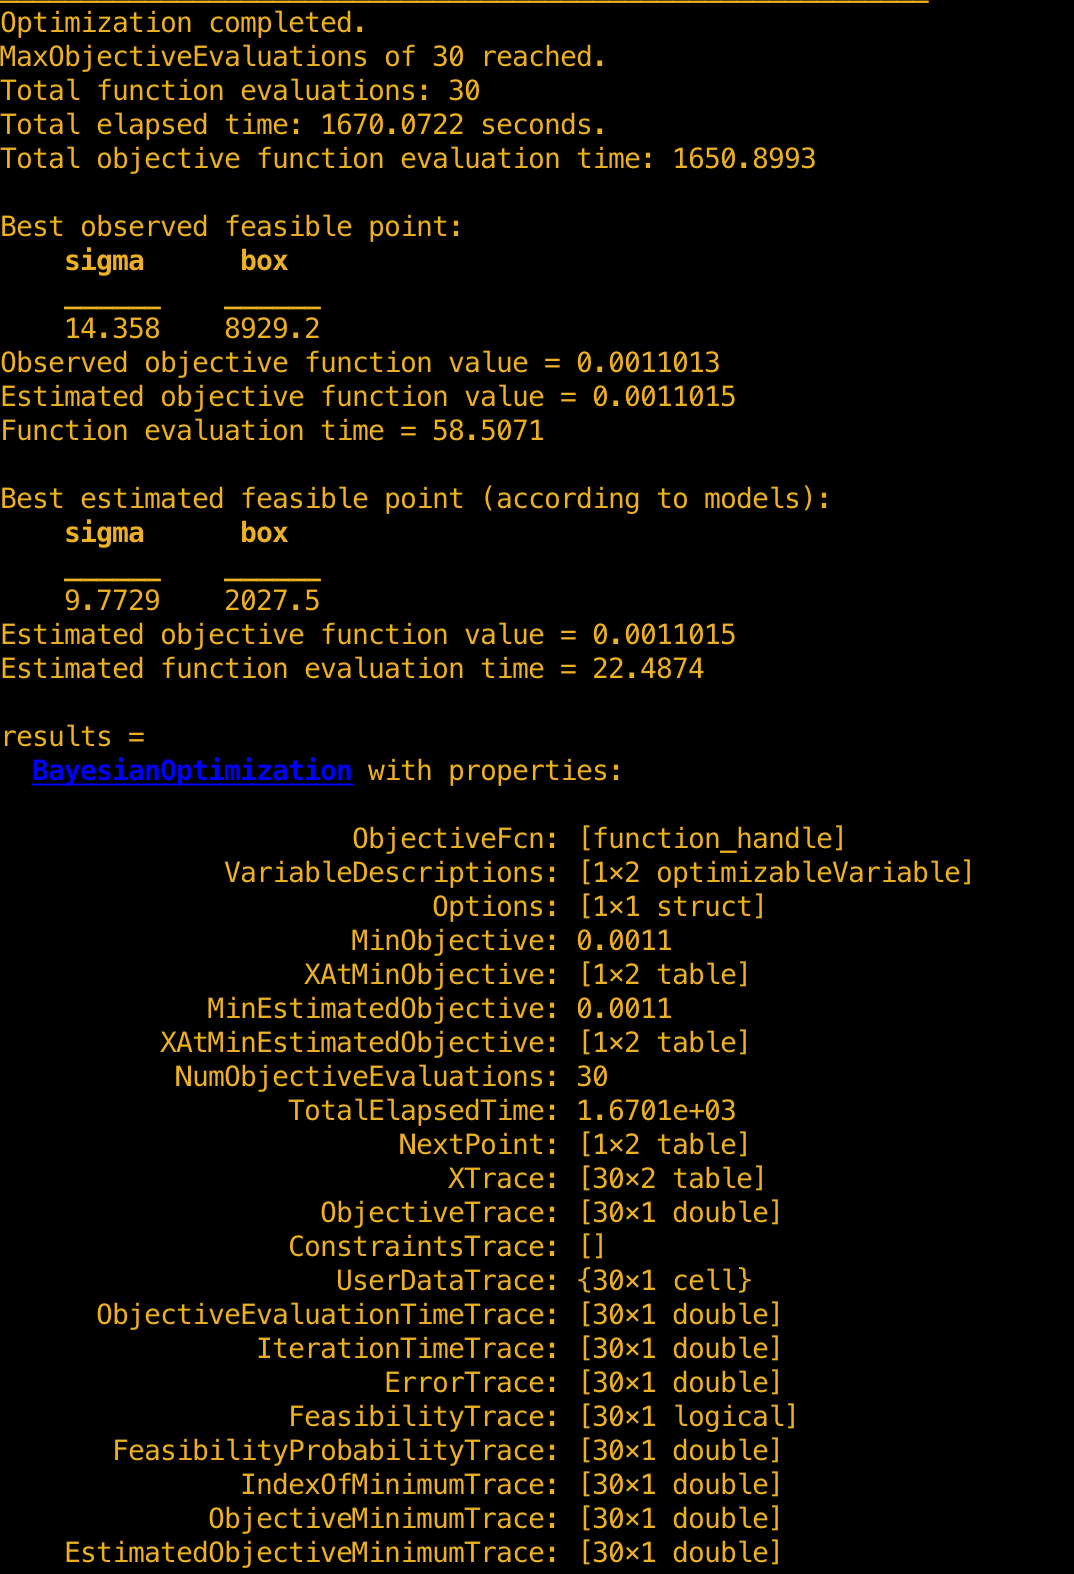 Optimization completed.
MaxObjectiveEvaluations of 30 reached.
Total function evaluations: 30
Total elapsed time: 1670.0722 seconds.
Total objective function evaluation time: 1650.8993
Best observed feasible point:
sigma box
14.358 8929.2
Observed objective function value = 0.0011013
Estimated objective function value = 0.0011015
Function evaluation time = 58.5071
Best estimated feasible point (according to models):
sigma box
9.7729 2027.5
Estimated objective function value = 0.0011015
Estimated function evaluation time = 22.4874
results =
BayesianOptimization with properties:
ObjectiveFcn: [function_handle]
VariableDescriptions: [1×2 optimizableVariable]
Options: [1×1 struct]
MinObjective: 0.0011
XAtMinObjective: [1×2 table]
MinEstimatedObjective: 0.0011
XAtMinEstimatedObjective: [1×2 table]
NumObjectiveEvaluations: 30
TotalElapsedTime: 1.6701e+03
NextPoint: [1×2 table]
XTrace: [30×2 table]
ObjectiveTrace: [30×1 double]
ConstraintsTrace: []
UserDataTrace: {30×1 cell}
ObjectiveEvaluationTimeTrace: [30×1 double]
IterationTimeTrace: [30×1 double]
ErrorTrace: [30×1 double]
FeasibilityTrace: [30×1 logical]
FeasibilityProbabilityTrace: [30×1 double]
IndexOfMinimumTrace: [30×1 double]
ObjectiveMinimumTrace: [30×1 double]
EstimatedObjectiveMinimumTrace: [30×1 double]